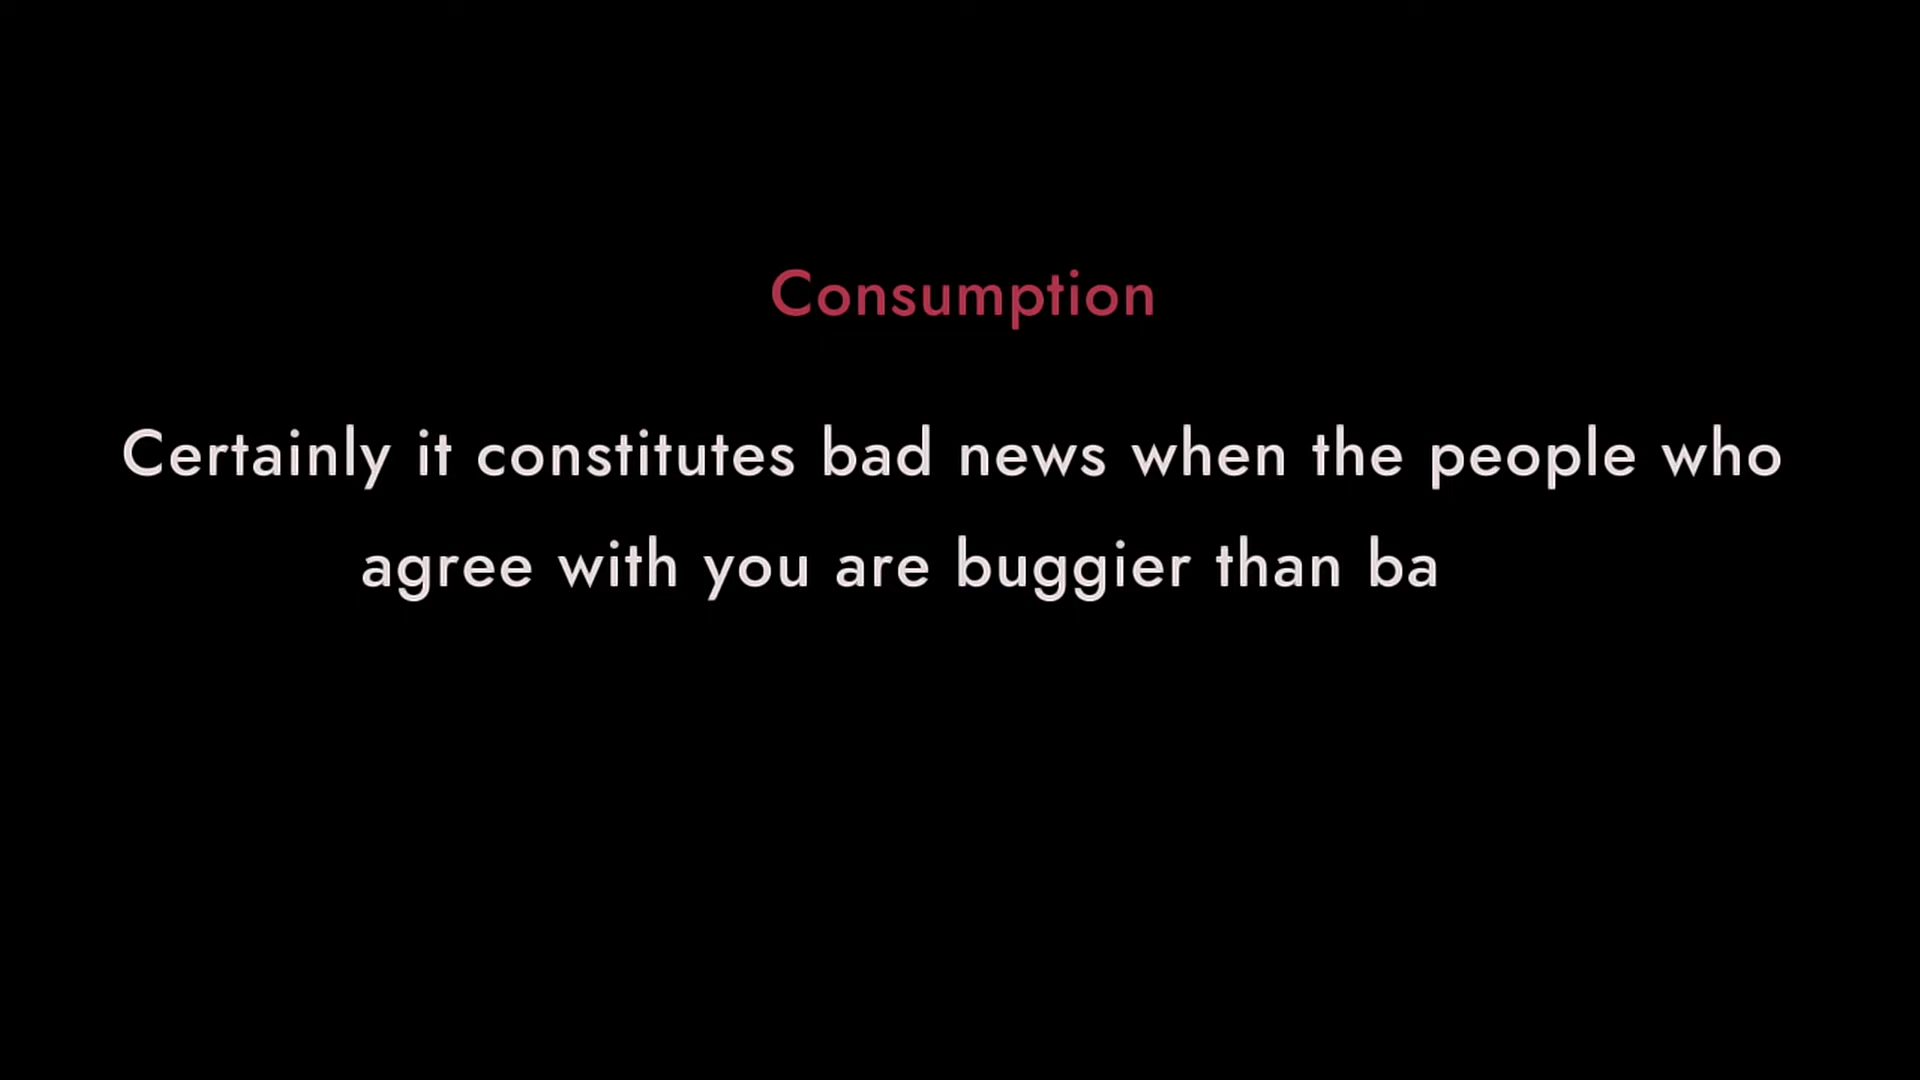 Consumption
Certainly it constitutes bad news when the people who
agree with you are buggier than ba